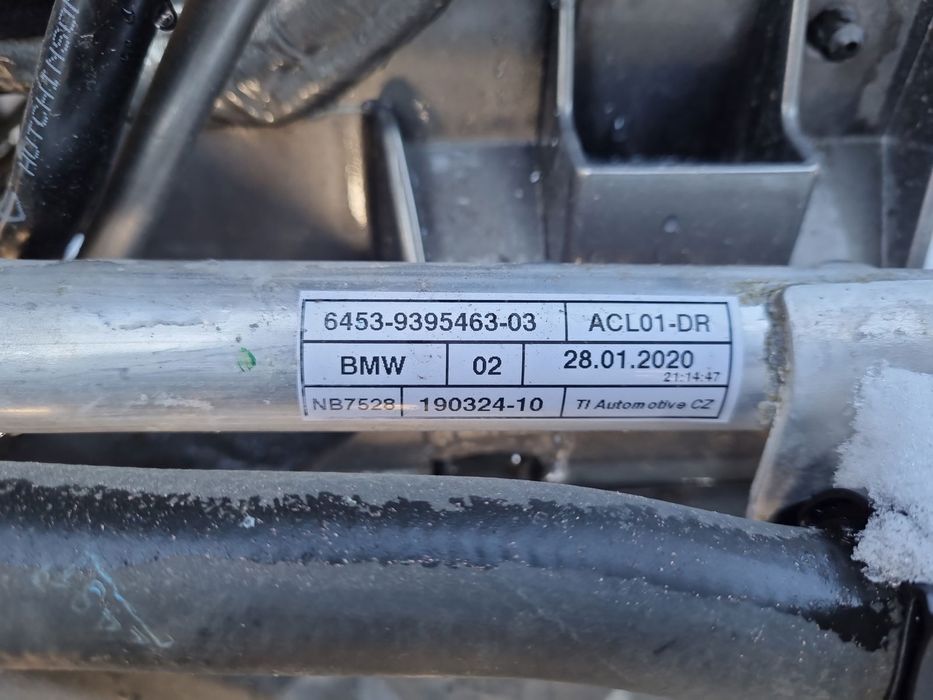 HUTCHINSON
6453-9395463-03 ACL01-DR
BMW 02 28.01.2020
21:14:47
NB7528 190324-10 TI Automotive CZ